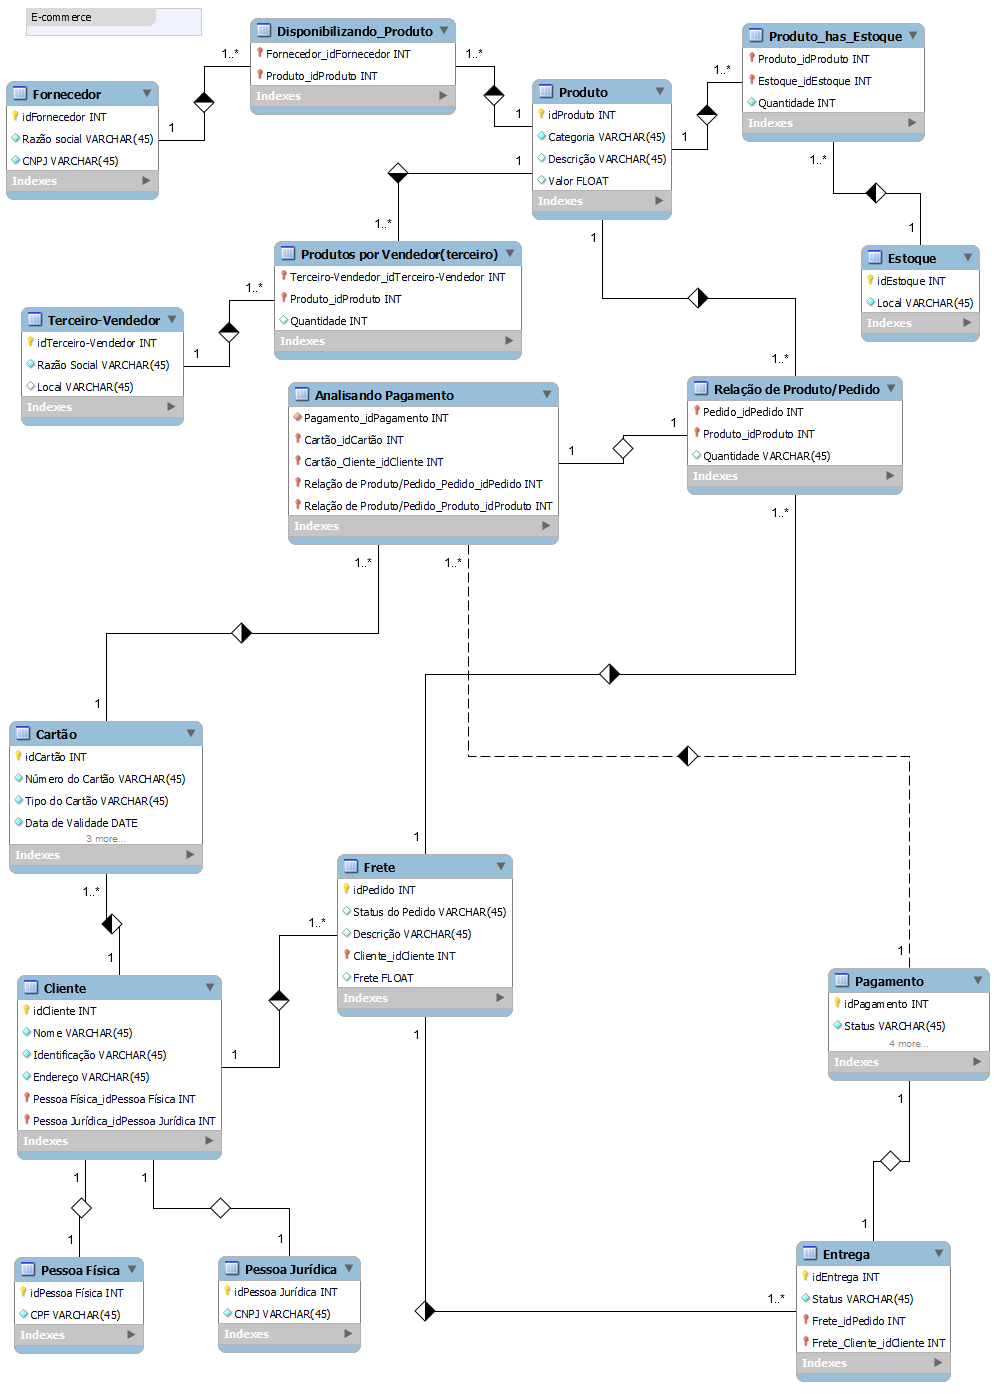 E-commerce
Disponibilizando_Produto
Fornecedor_idFornecedor INT
Produto_idProduto INT
Indexes
1..*
1..*
Produto_has_Estoque
Produto_idProduto INT
Estoque_idEstoque INT
Quantidade INT
Indexes
1..*
1..*
Fornecedor
idFornecedor INT
Razão social VARCHAR(45)
CNPJ VARCHAR(45)
Indexes
1
Produto
idProduto INT
Categoria VARCHAR(45)
Descrição VARCHAR(45)
Valor FLOAT
Indexes
1
1
1
1
Produtos por Vendedor(terceiro)
Terceiro-Vendedor_idTerceiro-Vendedor INT
Produto_idProduto INT
Quantidade INT
Indexes
1..*
1..*
Estoque
idEstoque INT
Local VARCHAR(45)
Indexes
1
Terceiro-Vendedor
idTerceiro-Vendedor INT
Razão Social VARCHAR(45)
Local VARCHAR(45)
Indexes
1
Analisando Pagamento
Pagamento_idPagamento INT
Cartão_idCartão INT
Cartão_Cliente_idCliente INT
Relação de Produto/Pedido_Pedido_idPedido INT
Relação de Produto/Pedido_Produto_idProduto INT
Indexes
1
1..*
1..*
Relação de Produto/Pedido
Pedido_idPedido INT
Produto_idProduto INT
Quantidade VARCHAR(45)
Indexes
1..*
1
1..*
Cartão
idCartão INT
Número do Cartão VARCHAR(45)
Tipo do Cartão VARCHAR(45)
Data de Validade DATE
3 more...
Indexes
1
1..*
Frete
idPedido INT
Status do Pedido VARCHAR(45)
Descrição VARCHAR(45)
Cliente_idCliente INT
Frete FLOAT
Indexes
1
1..*
1
Cliente
idCliente INT
Nome VARCHAR(45)
Identificação VARCHAR(45)
Endereço VARCHAR(45)
Pessoa Física_idPessoa Física INT
Pessoa Jurídica_idPessoa Jurídica INT
Indexes
1
1
1
1
Pagamento
idPagamento INT
Status VARCHAR(45)
4 more...
Indexes
1
1
Pessoa Física
idPessoa Física INT
CPF VARCHAR(45)
Indexes
1
Pessoa Jurídica
idPessoa Jurídica INT
CNPJ VARCHAR(45)
Indexes
1
Entrega
idEntrega INT
Status VARCHAR(45)
Frete_idPedido INT
Frete_Cliente_idCliente INT
Indexes
1
1..*